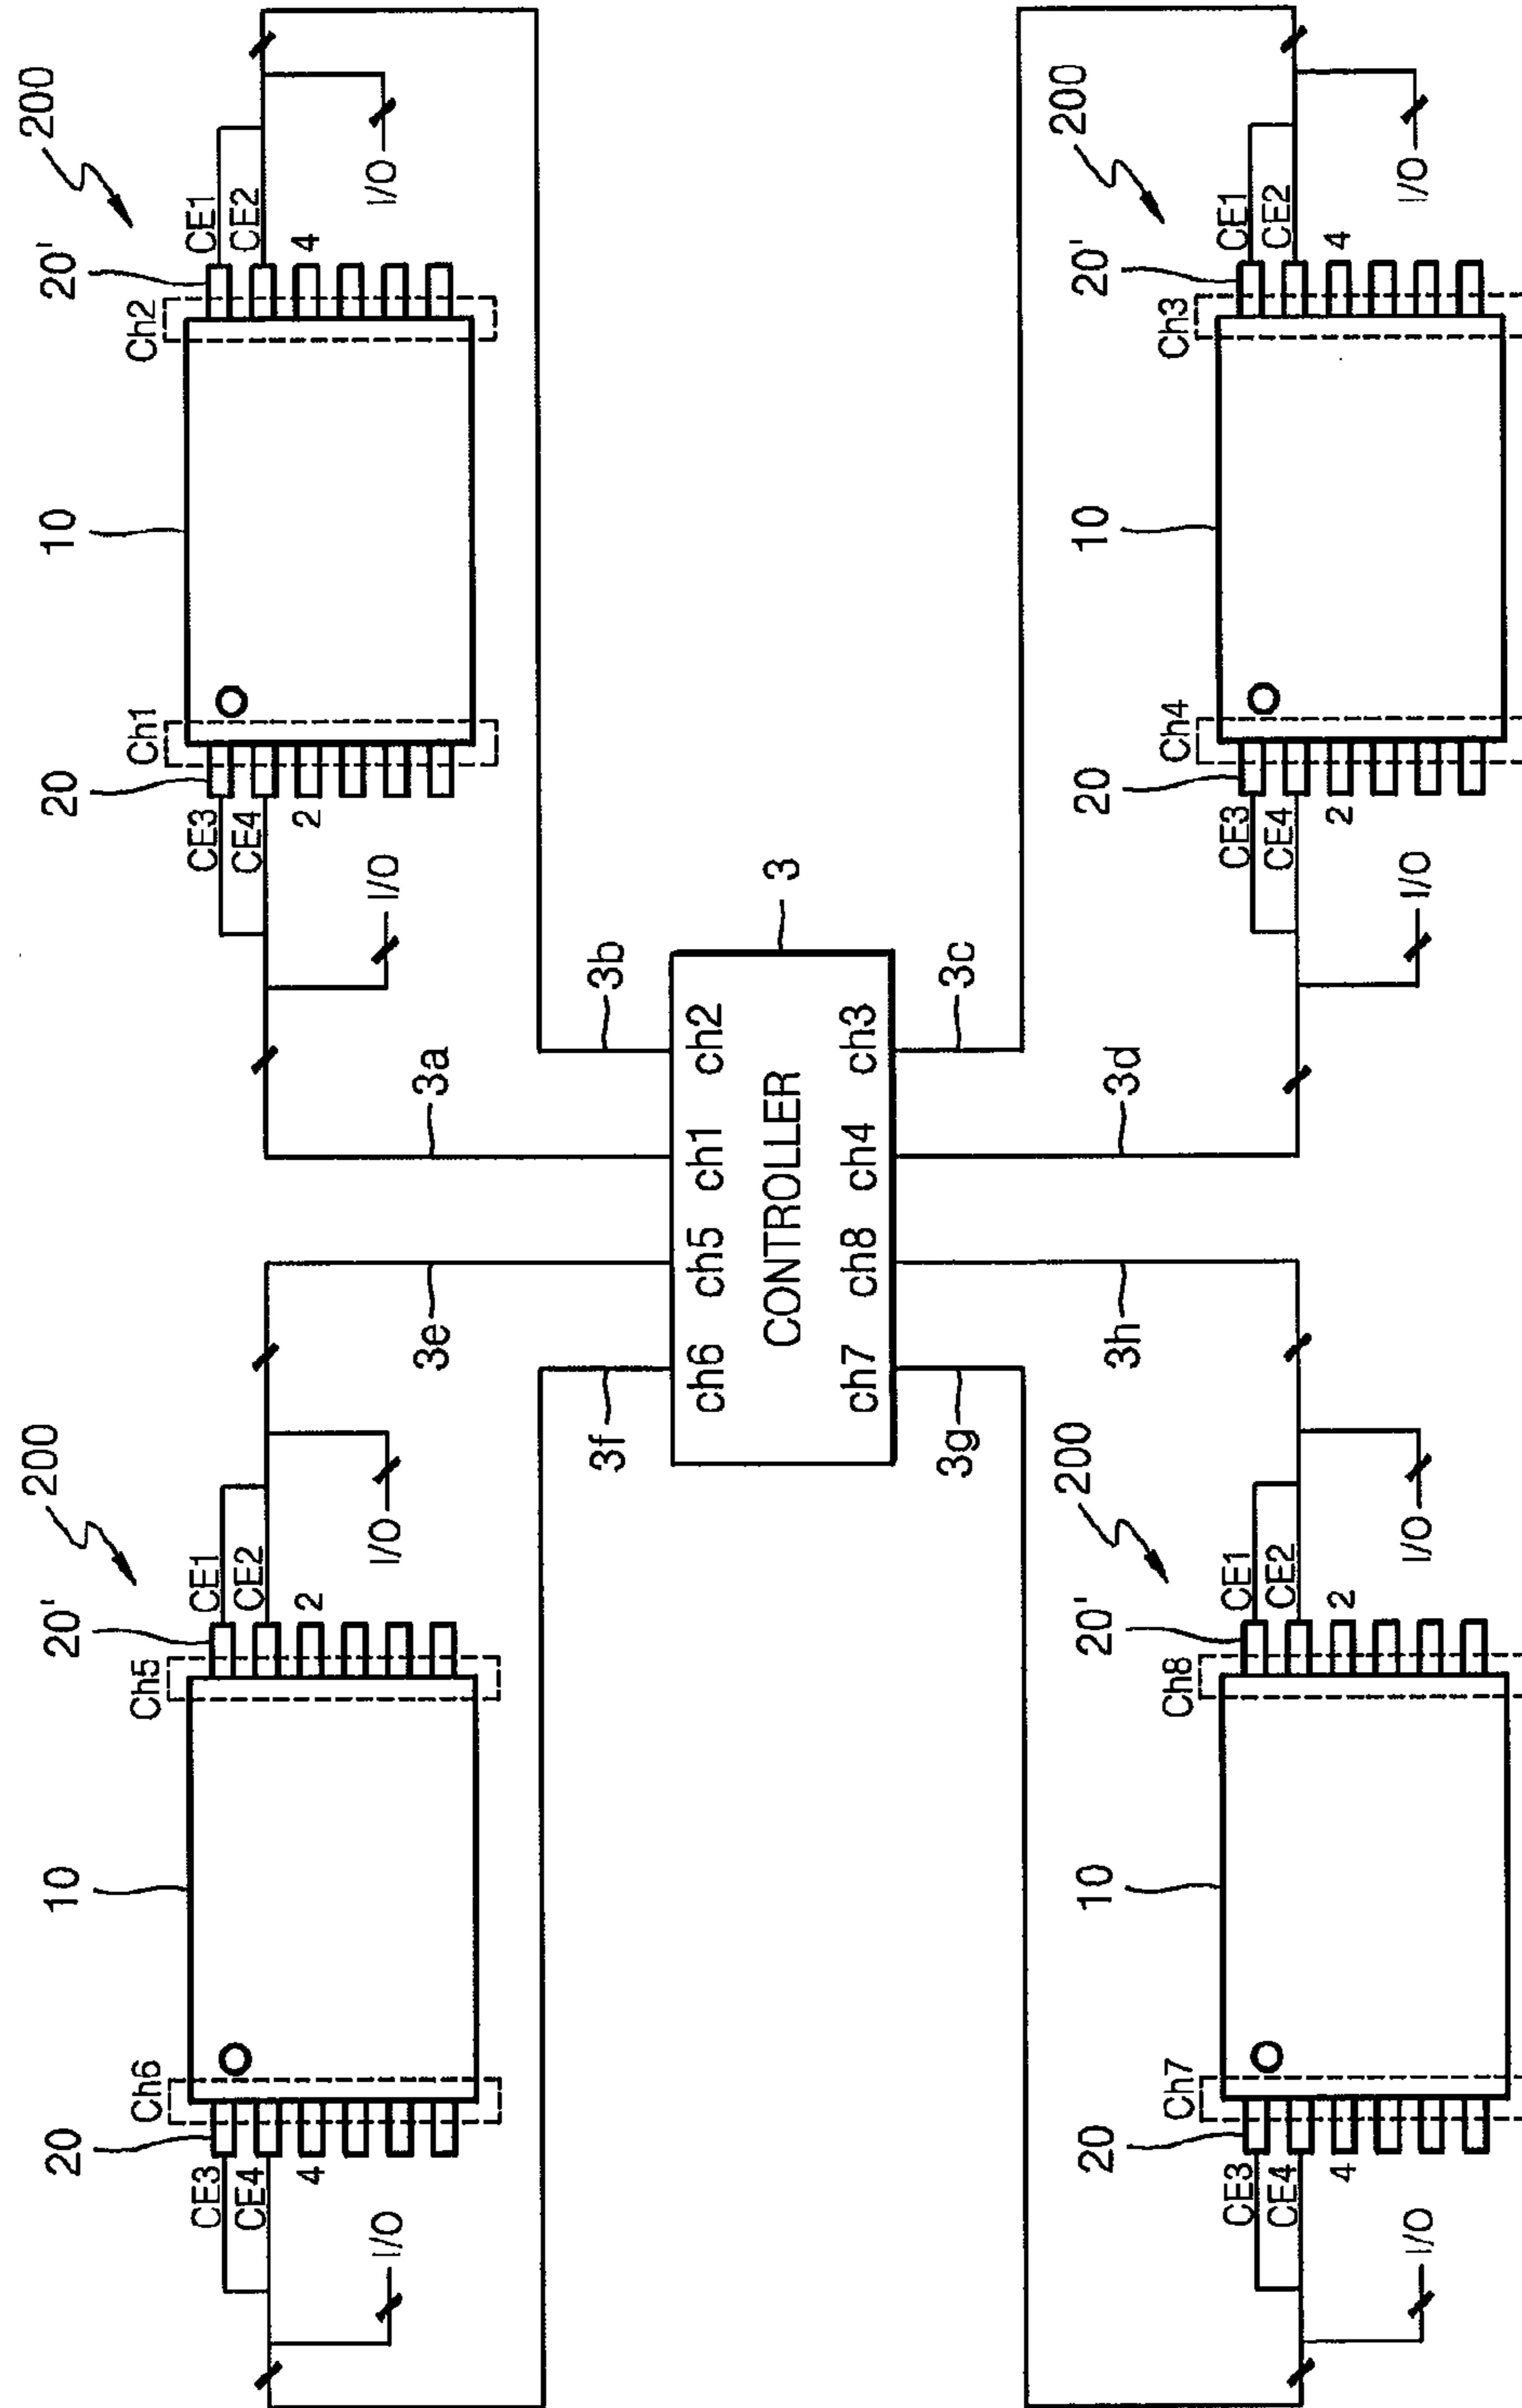 200 200
20 10 20' 20 10 20'
Ch6 Ch5 Ch1 Ch2
CE3 CE1 CE3 CE1
CE4 CE2 CE4 CE2
4 2 2 4
I/O I/O I/O I/O
3e 3a
3f 3b
ch6 ch5 ch1 ch2 3
CONTROLLER
ch7 ch8 ch4 ch3
3g 3c
3h 3d
200 200
20 10 20' 20 10 20'
Ch7 Ch8 Ch4 Ch3
CE3 CE1 CE3 CE1
CE4 CE2 CE4 CE2
4 2 2 4
I/O I/O I/O I/O